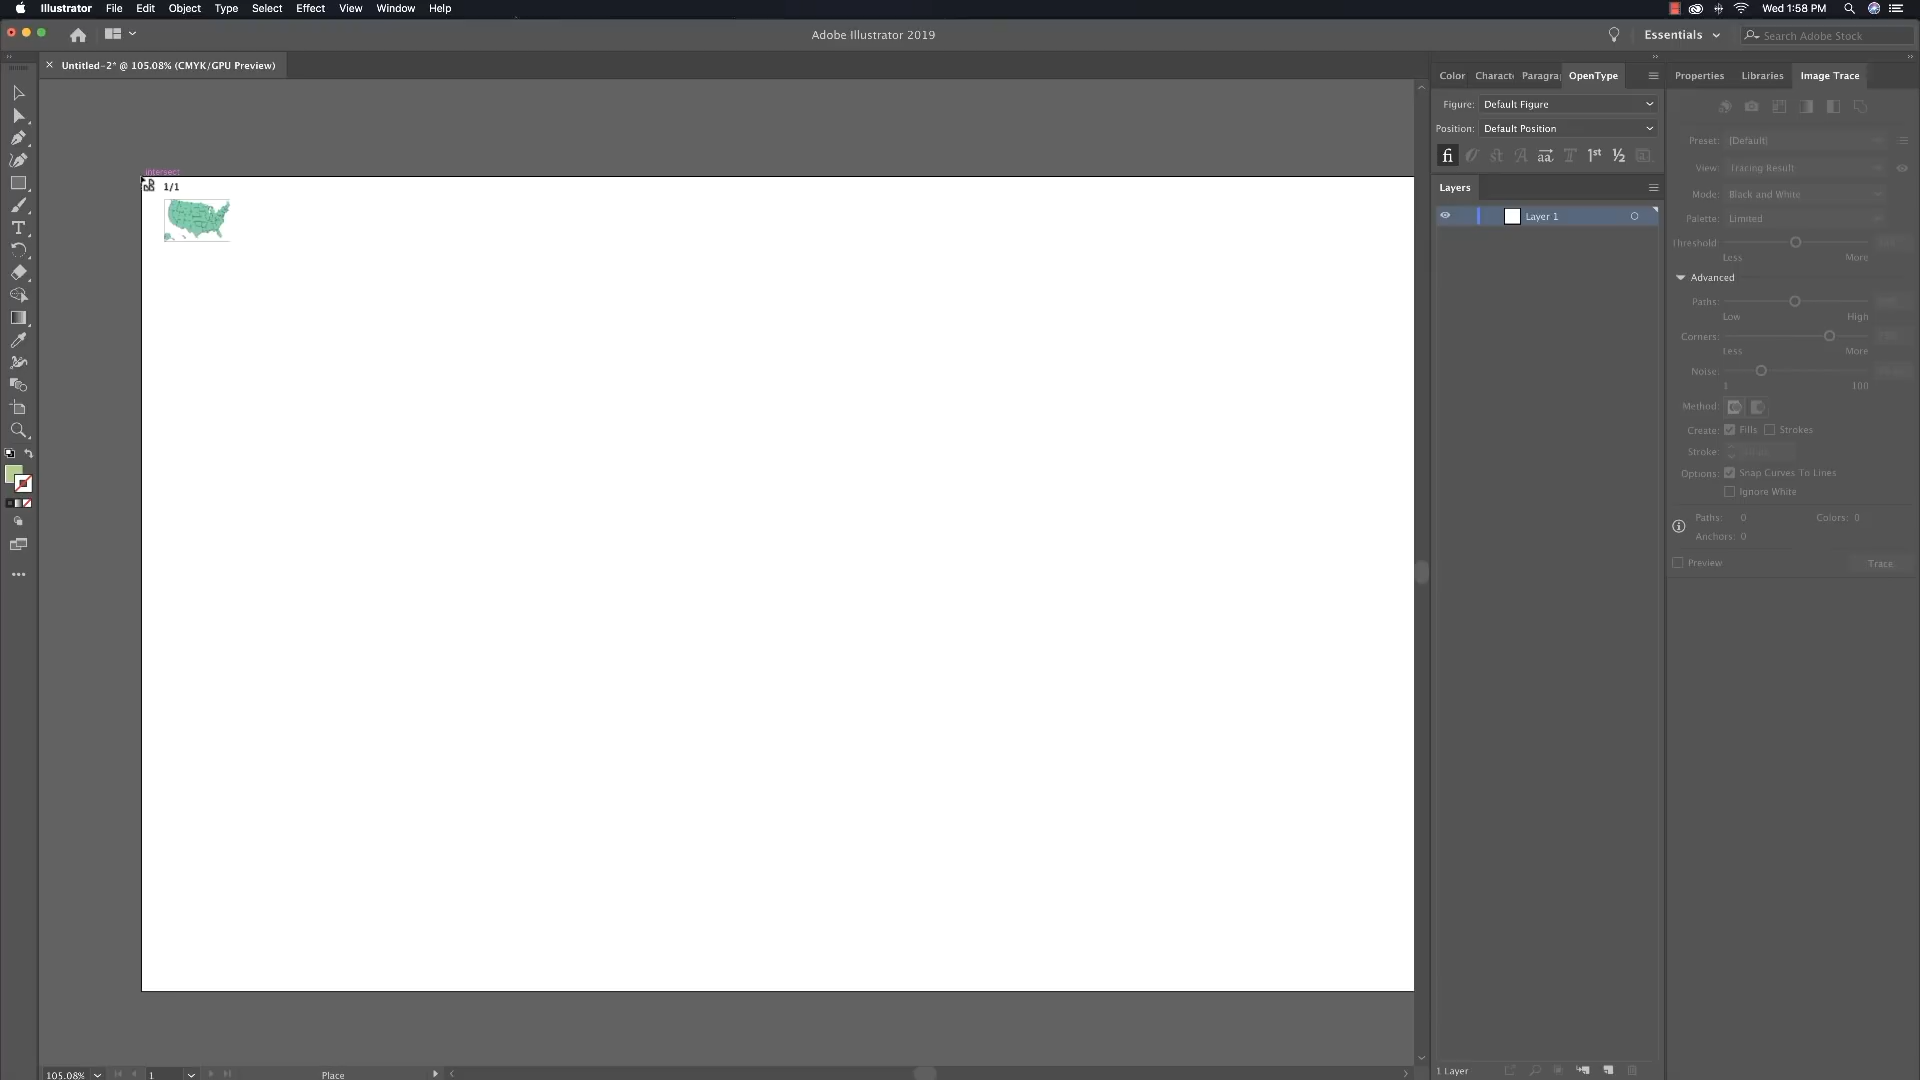 Illustrator File Edit Object Type Select Effect View Window Help
Wed 1:58 PM
Adobe Illustrator 2019
Essentials
Search Adobe Stock
× Untitled-2* @ 105.08% (CMYK/GPU Preview)
Color Characte Paragra OpenType
Properties Libraries Image Trace
Figure: Default Figure
Position: Default Position
Preset: [Default]
View: Tracing Result
Layers
Layer 1
Mode: Black and White
Palette: Limited
Threshold
Less More
Advanced
Paths:
Low High
Corners:
Less More
Noise:
1 100
Method:
Create: Fills Strokes
Stroke:
Options: Snap Curves To Lines
Ignore White
Paths: 0 Colors: 0
Anchors: 0
Preview Trace
intersect
1/1
105.08% 1 Place
1 Layer